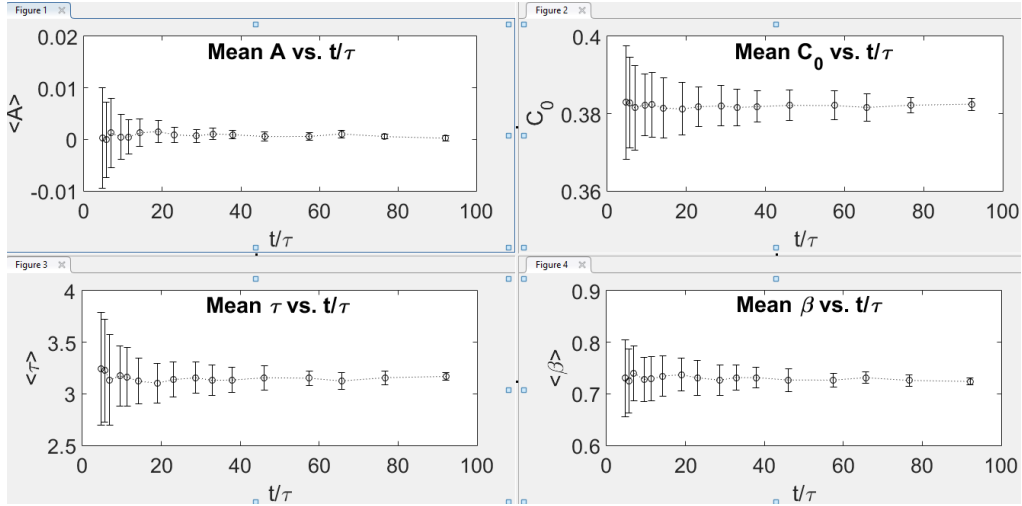 Figure 1
Mean A vs. t/τ
<A>
0.02
0.01
0
-0.01
0 20 40 60 80 100
t/τ
Figure 2
Mean C0 vs. t/τ
C0
0.4
0.38
0.36
0 20 40 60 80 100
t/τ
Figure 3
Mean τ vs. t/τ
<τ>
4
3.5
3
2.5
0 20 40 60 80 100
t/τ
Figure 4
Mean β vs. t/τ
<β>
0.9
0.8
0.7
0.6
0 20 40 60 80 100
t/τ